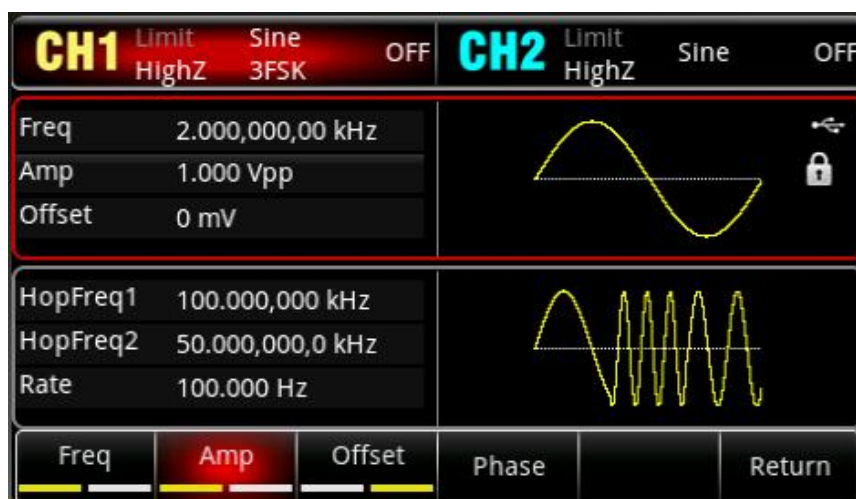 CH1 Limit Sine OFF CH2 Limit Sine OFF
HighZ 3FSK HighZ
Freq 2.000,000,00 kHz
Amp 1.000 Vpp
Offset 0 mV
HopFreq1 100.000,000 kHz
HopFreq2 50.000,000,0 kHz
Rate 100.000 Hz
Freq Amp Offset Phase Return